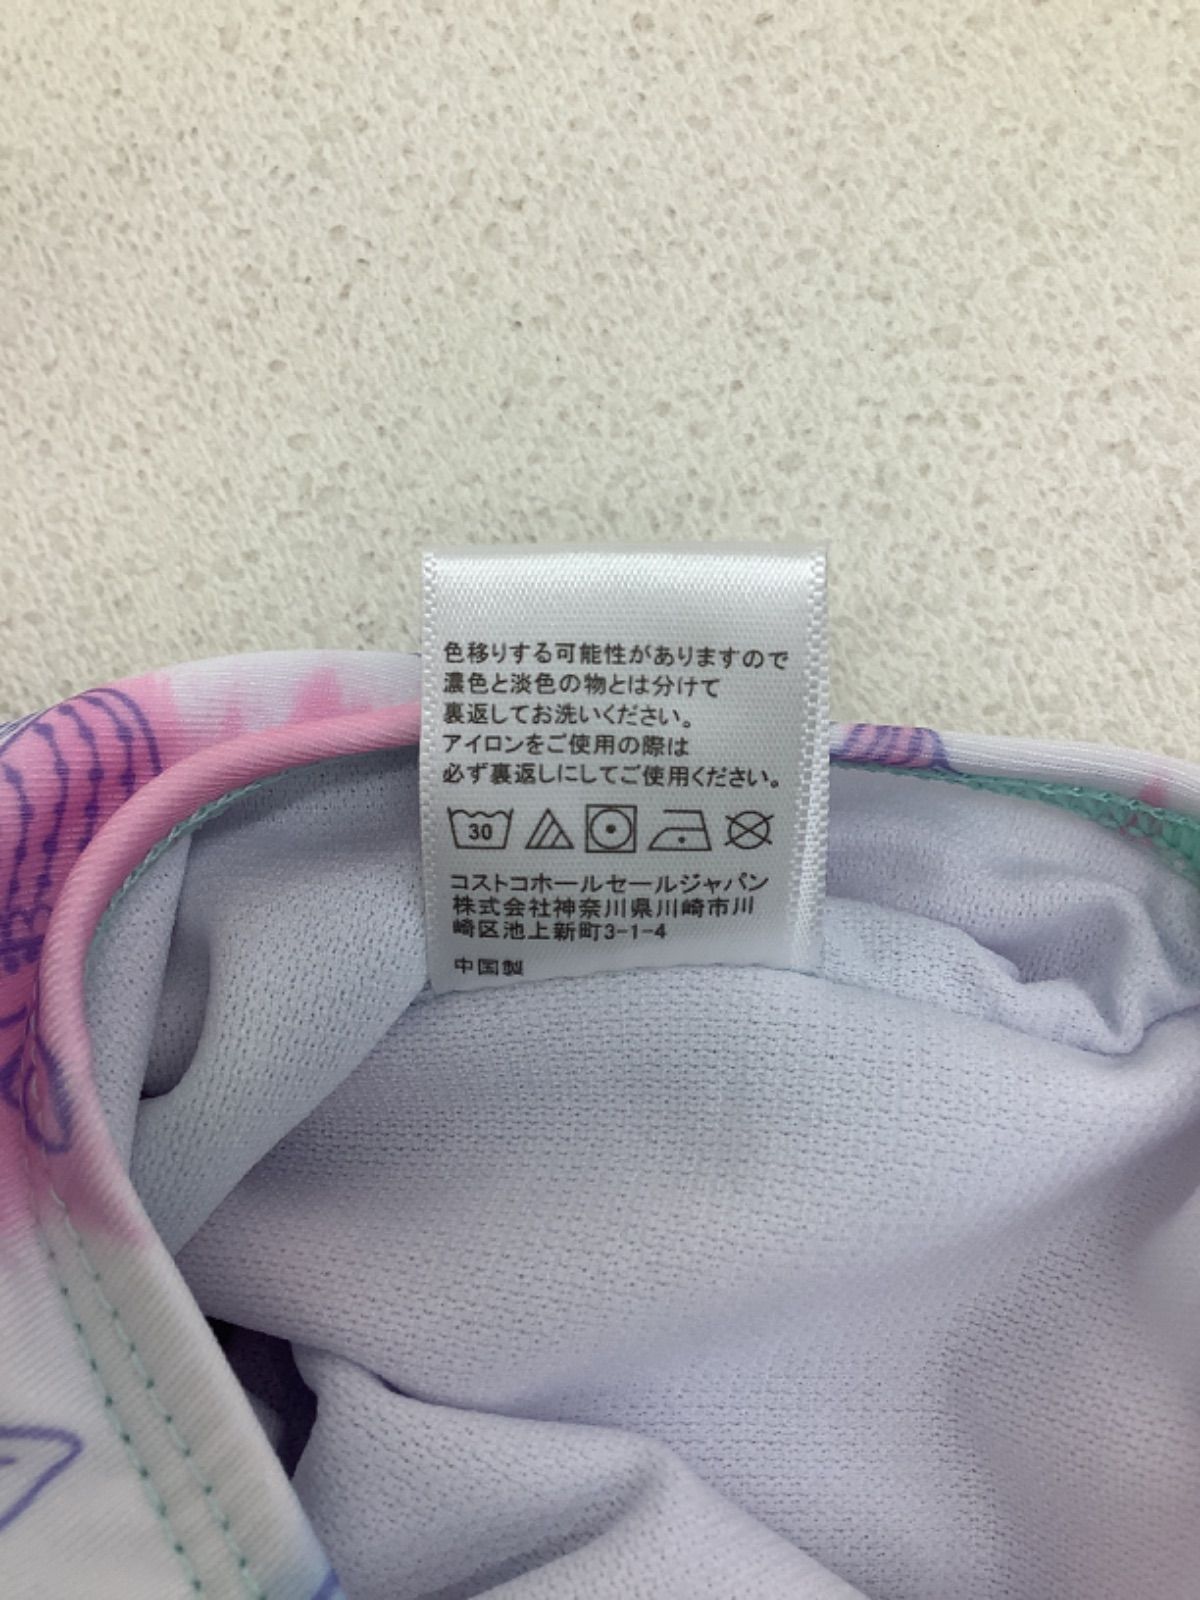 色移りする可能性がありますので
濃色と淡色の物とは分けて
裏返してお洗いください。
アイロンをご使用の際は
必ず裏返しにしてご使用ください。
30
コストコホールセールジャパン
株式会社神奈川県川崎市川
崎区池上新町3-1-4
中国製